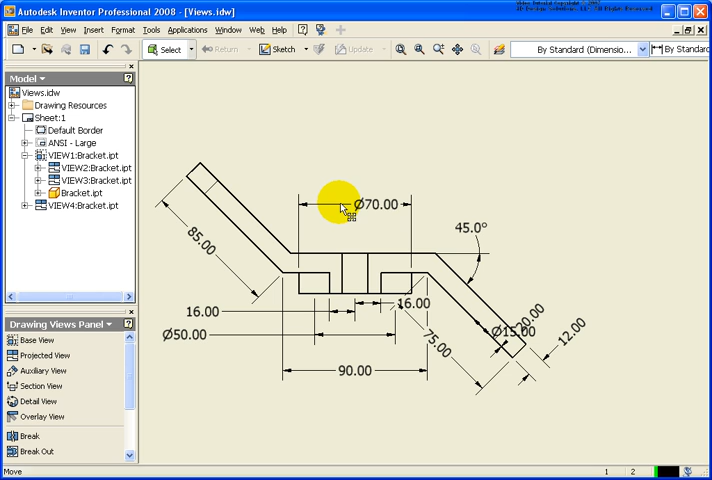 Autodesk Inventor Professional 2008 - [Views.idw]
File Edit View Insert Format Tools Convert Applications Window Web Help
Select Return Sketch Update By Standard (Dimensio... By Standard
Model
Views.idw
Drawing Resources
Sheet:1
Default Border
ANSI - Large
VIEW1:Bracket.ipt
VIEW2:Bracket.ipt
VIEW3:Bracket.ipt
Bracket.ipt
VIEW4:Bracket.ipt
Drawing Views Panel
Base View
Projected View
Auxiliary View
Section View
Detail View
Overlay View
Break
Break Out
Ø70.00
45.0°
85.00
16.00
16.00
Ø50.00
Ø15.00
20.00
12.00
75.00
90.00
Move
1 2